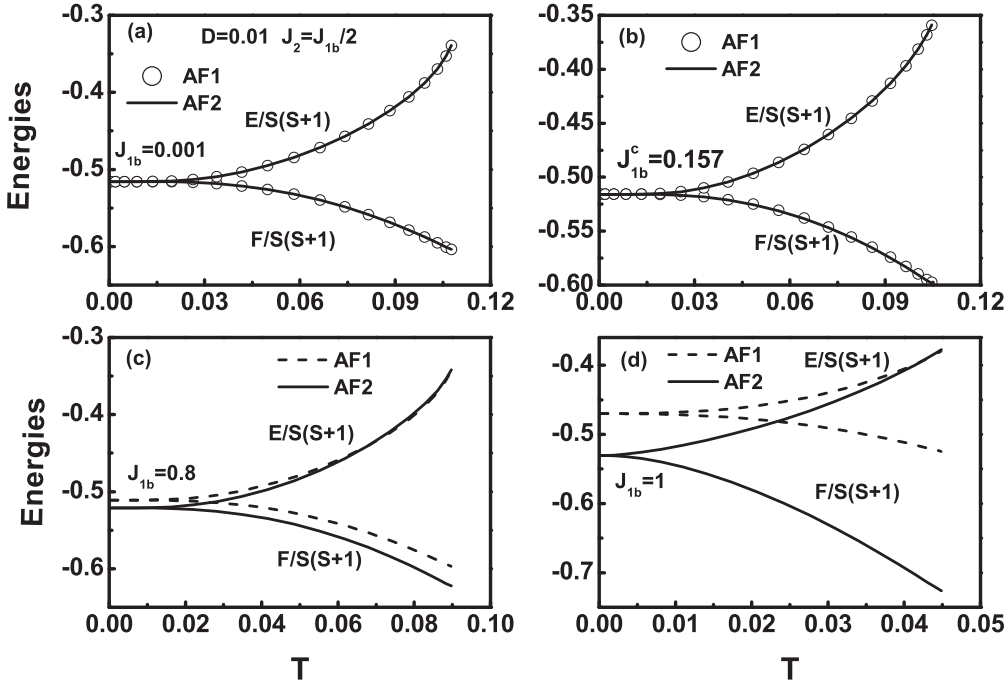 (a)
D=0.01 J2=J1b/2
AF1
AF2
E/S(S+1)
J1b=0.001
F/S(S+1)
-0.3
-0.4
-0.5
-0.6
0.00 0.03 0.06 0.09 0.12
Energies
(b)
AF1
AF2
E/S(S+1)
J^c_1b=0.157
F/S(S+1)
-0.35
-0.40
-0.45
-0.50
-0.55
-0.60
0.00 0.03 0.06 0.09 0.12
(c)
AF1
AF2
E/S(S+1)
J1b=0.8
F/S(S+1)
-0.3
-0.4
-0.5
-0.6
0.00 0.02 0.04 0.06 0.08 0.10
Energies
T
(d)
AF1
AF2
E/S(S+1)
J1b=1
F/S(S+1)
-0.4
-0.5
-0.6
-0.7
0.00 0.01 0.02 0.03 0.04 0.05
T